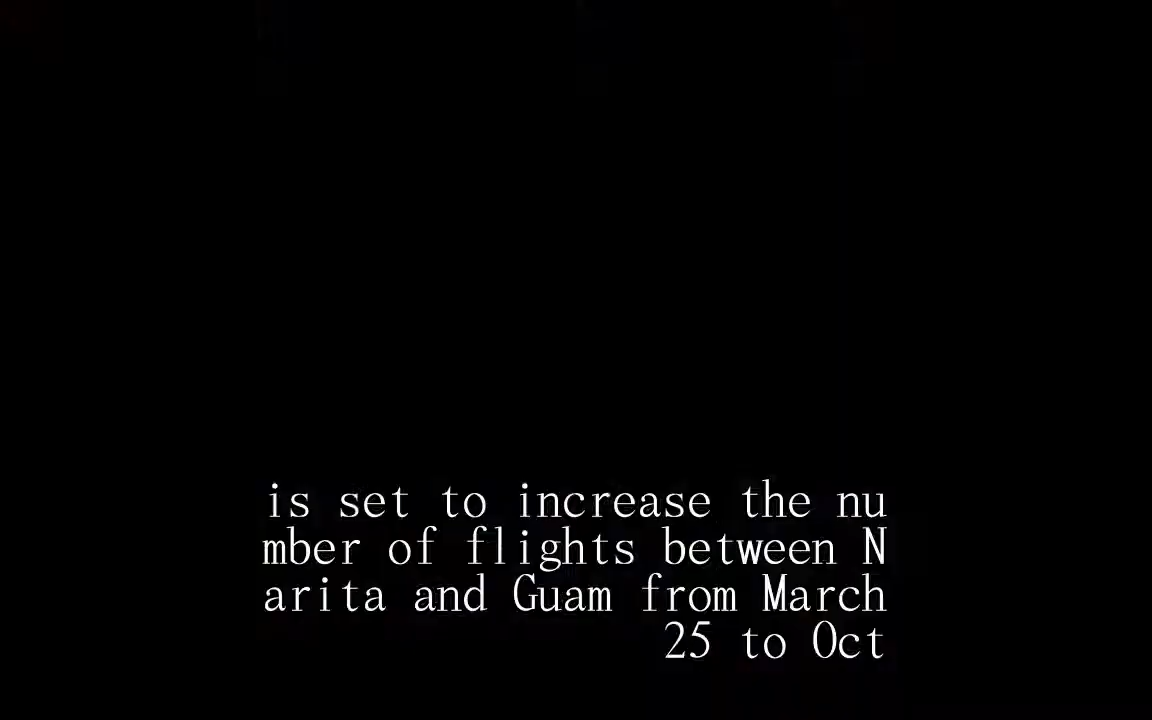 is set to increase the nu
mber of flights between N
arita and Guam from March
25 to Oct